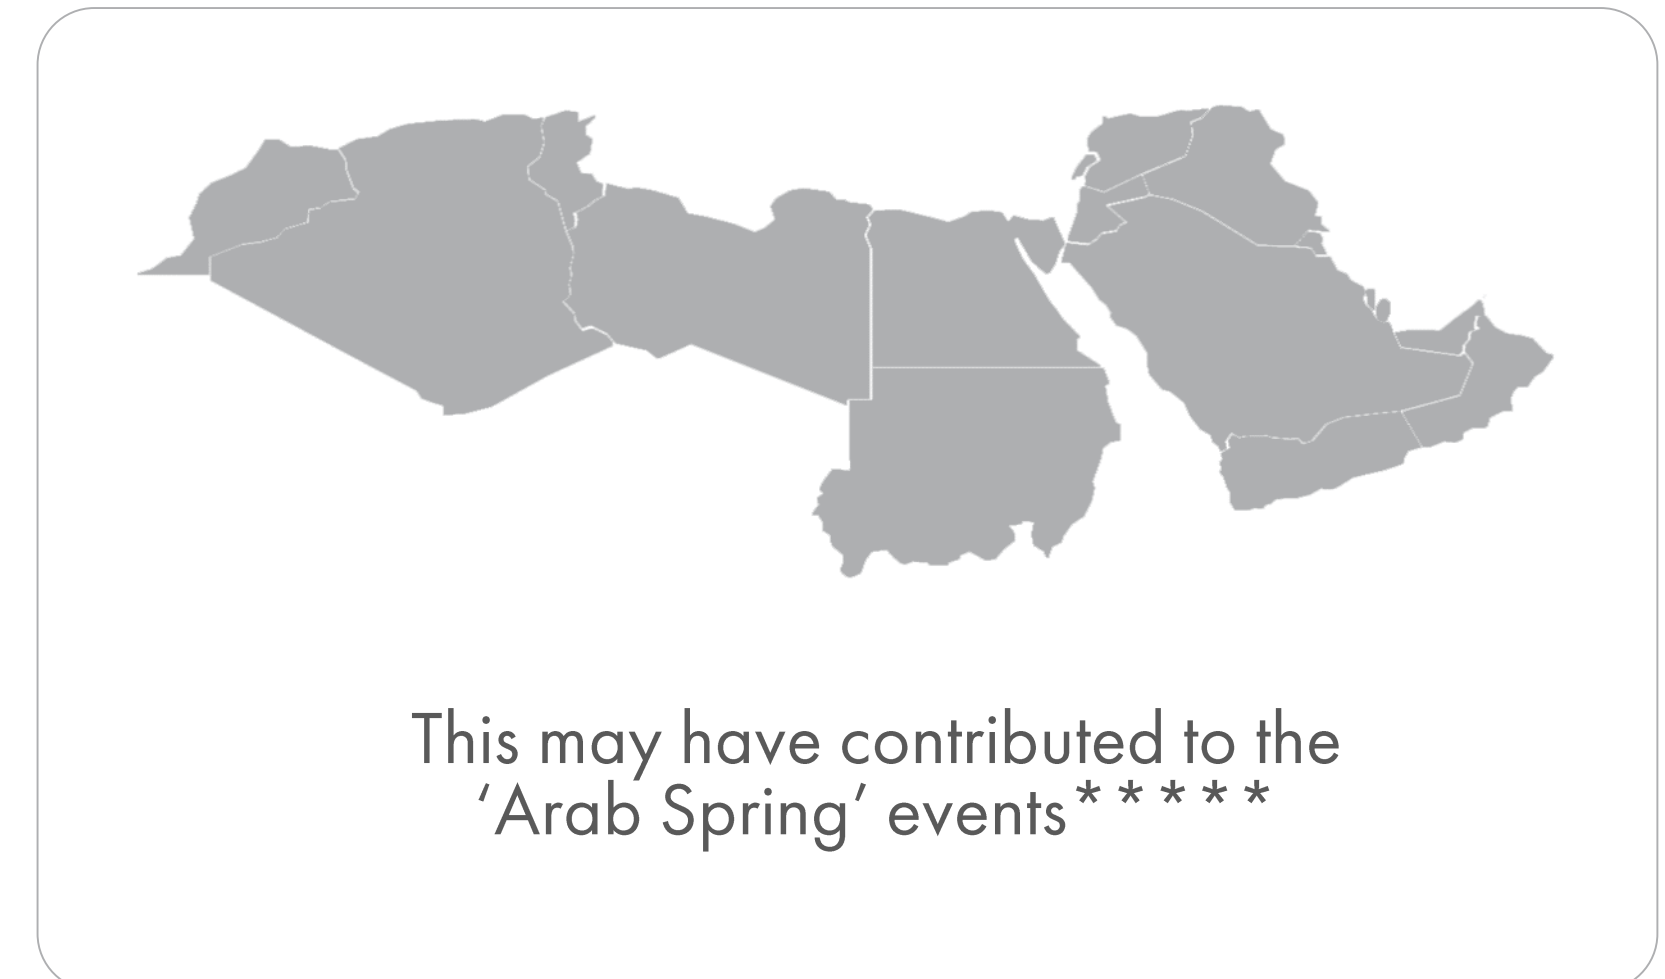 This may have contributed to the
‘Arab Spring’ events*****